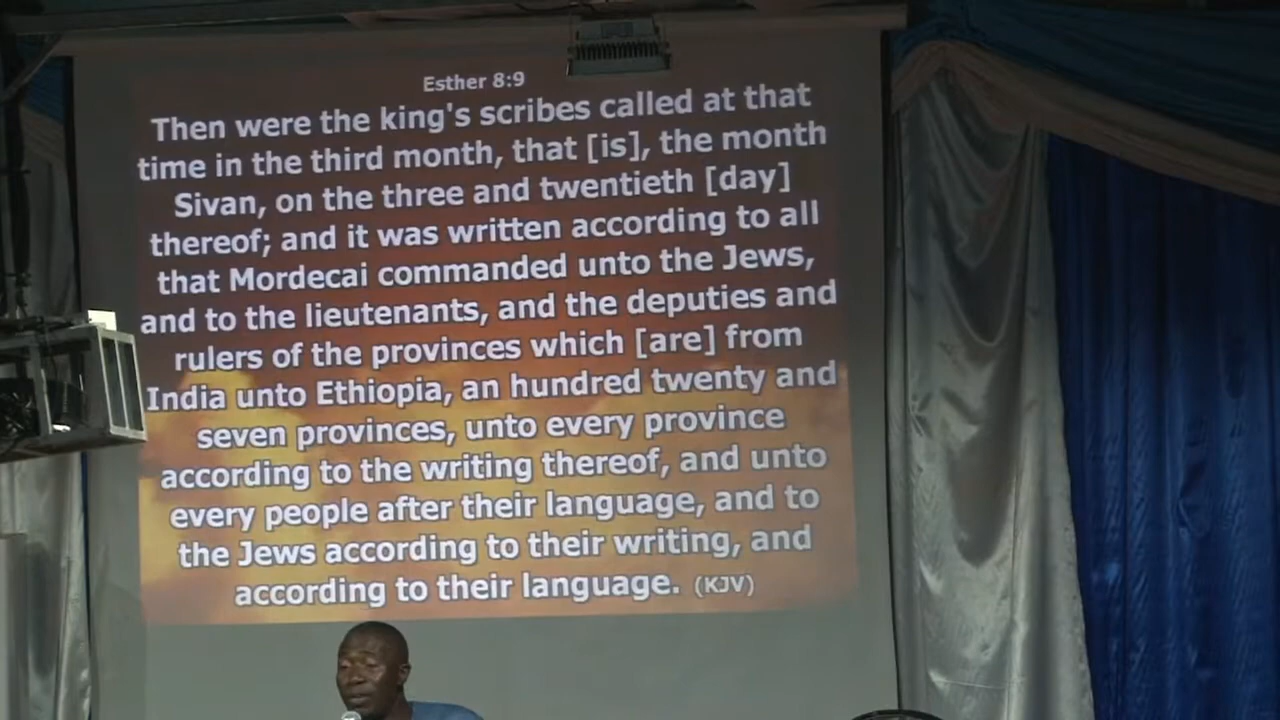 Esther 8:9
Then were the king's scribes called at that
time in the third month, that [is], the month
Sivan, on the three and twentieth [day]
thereof; and it was written according to all
that Mordecai commanded unto the Jews,
and to the lieutenants, and the deputies and
rulers of the provinces which [are] from
India unto Ethiopia, an hundred twenty and
seven provinces, unto every province
according to the writing thereof, and unto
every people after their language, and to
the Jews according to their writing, and
according to their language. (KJV)